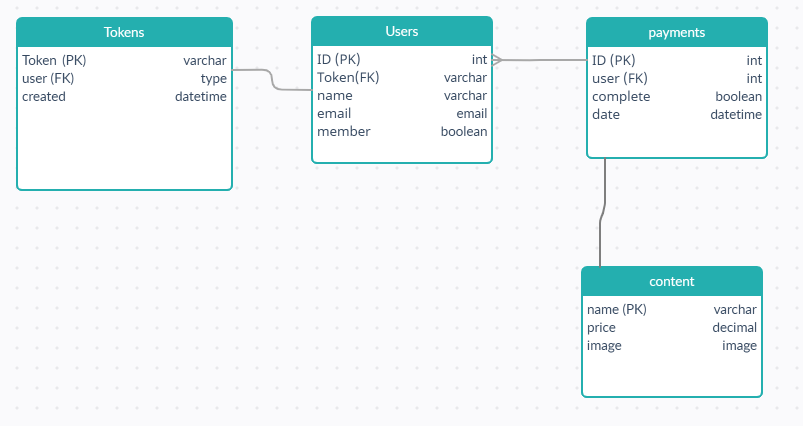 Tokens
Token (PK) varchar
user (FK) type
created datetime
Users
ID (PK) int
Token(FK) varchar
name varchar
email email
member boolean
payments
ID (PK) int
user (FK) int
complete boolean
date datetime
content
name (PK) varchar
price decimal
image image